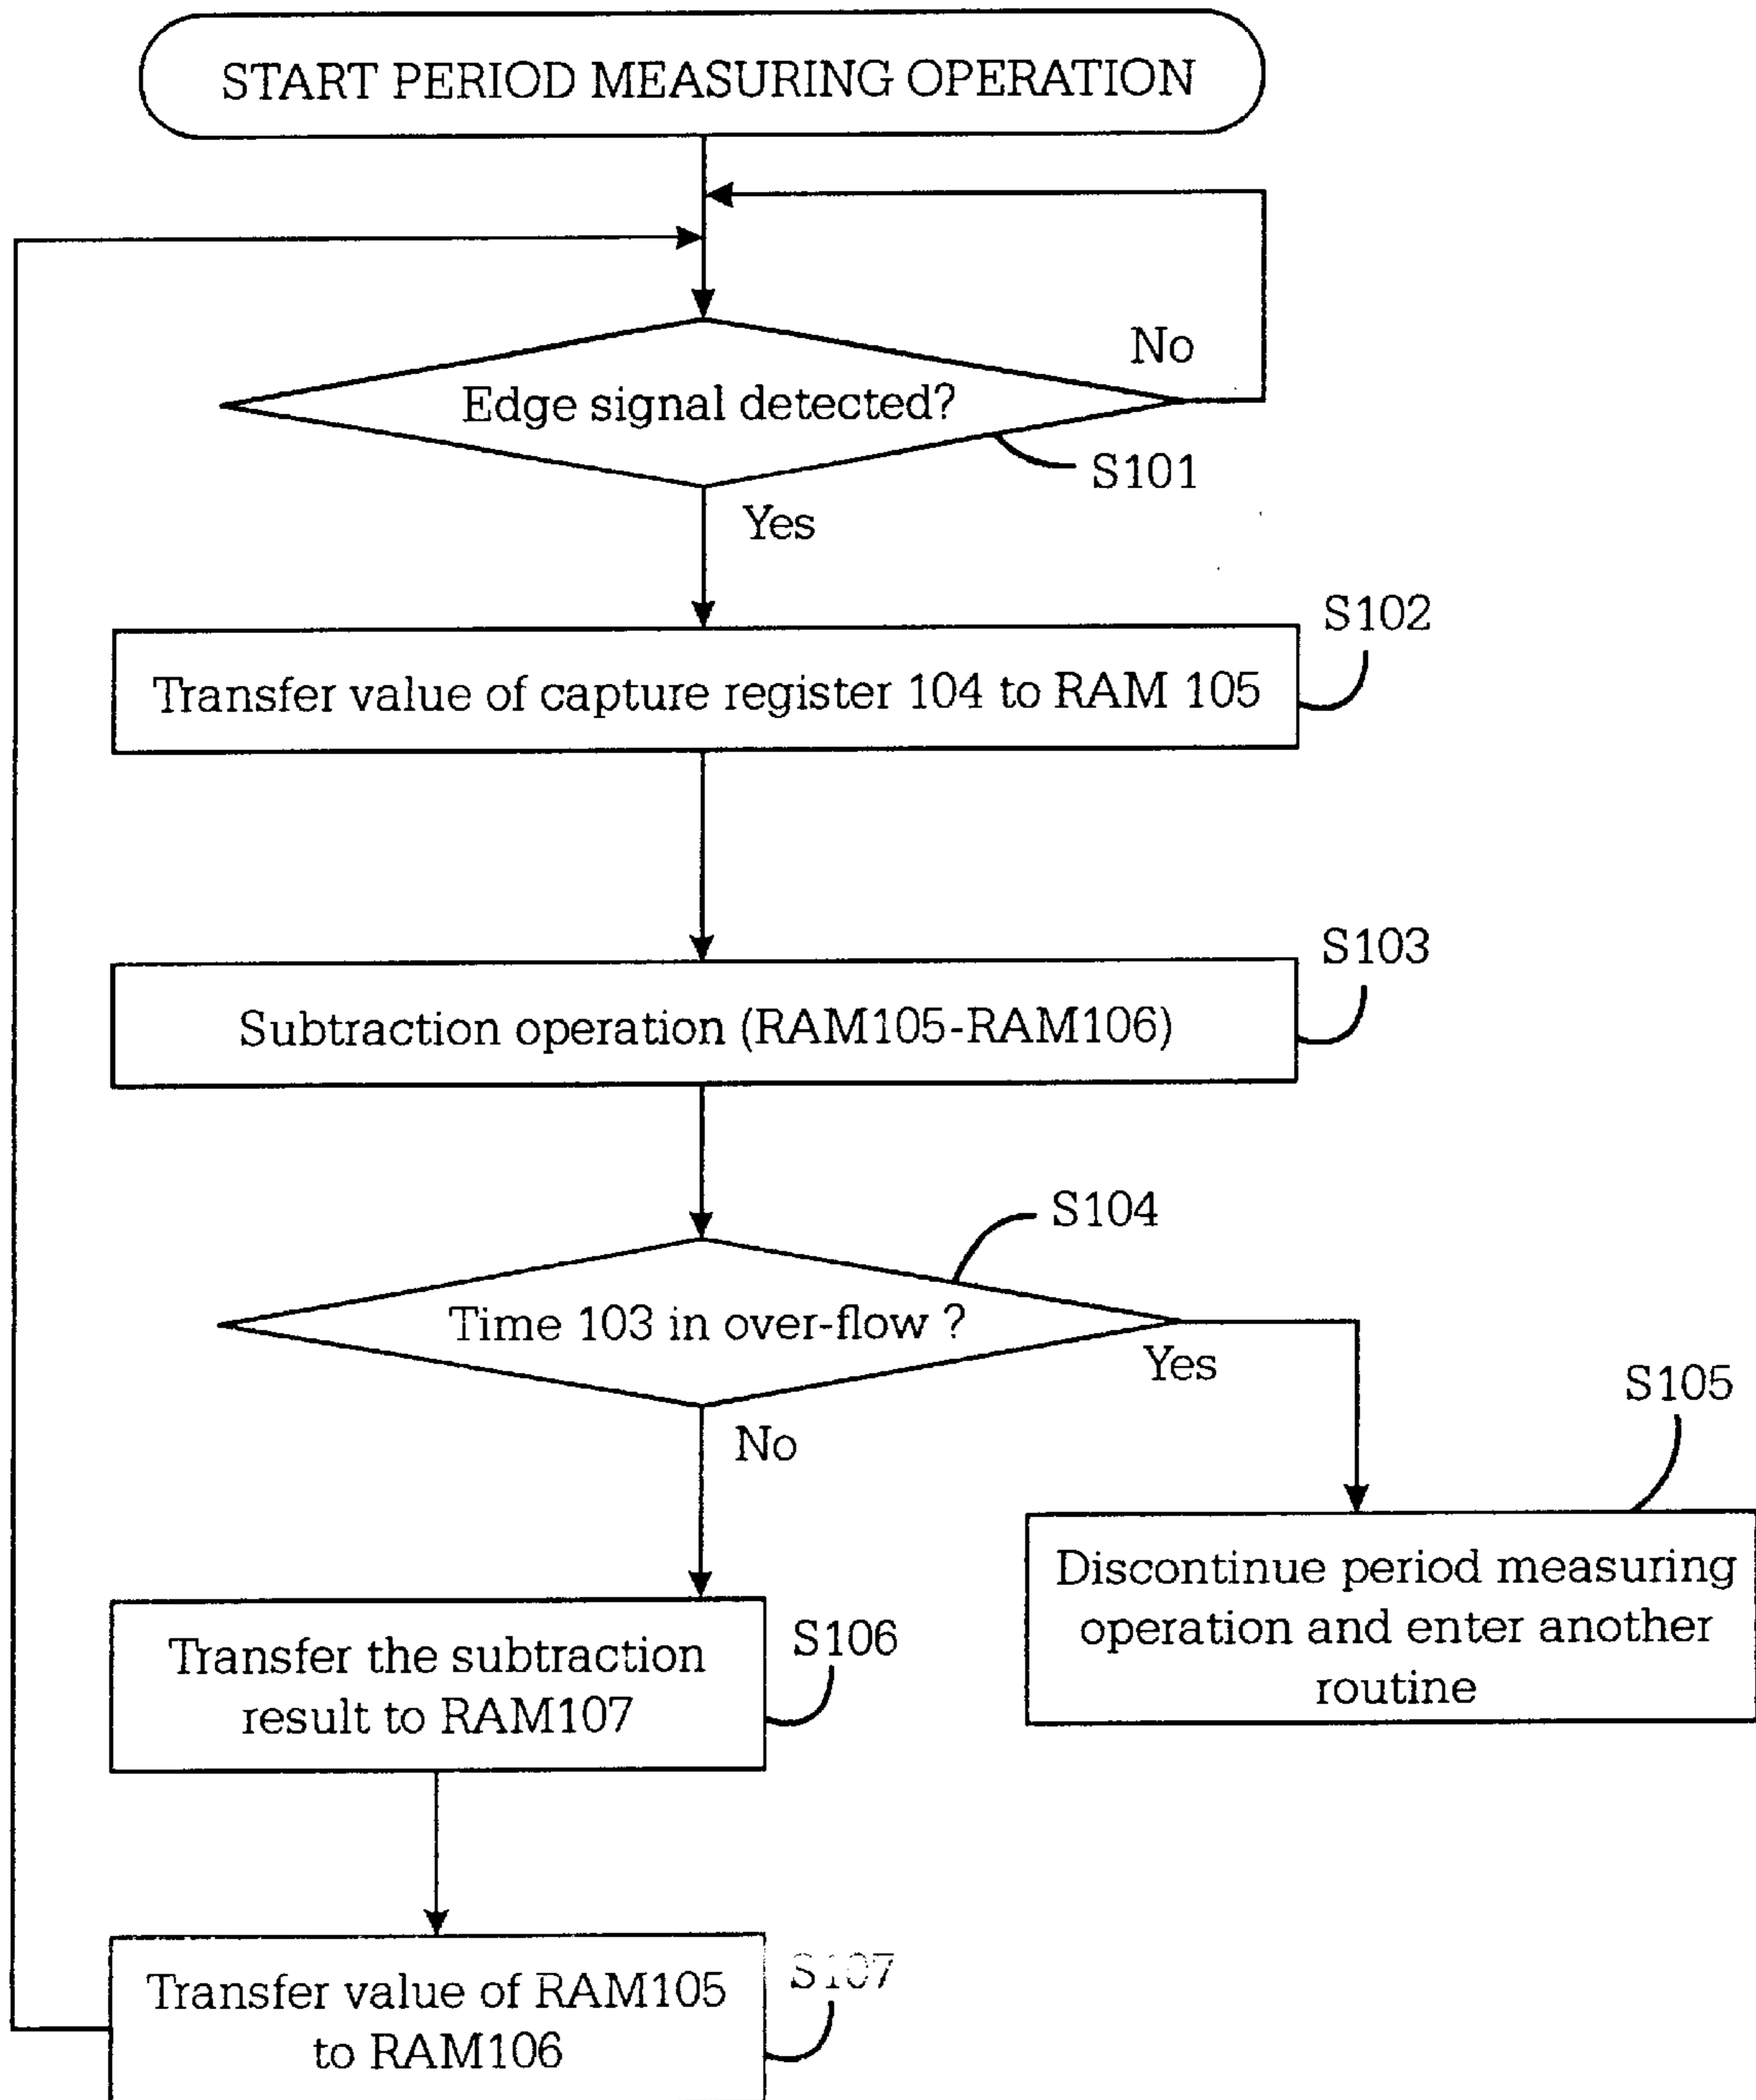 START PERIOD MEASURING OPERATION
No
Edge signal detected?
S101
Yes
S102
Transfer value of capture register 104 to RAM 105
S103
Subtraction operation (RAM105-RAM106)
S104
Time 103 in over-flow ?
Yes
S105
No
Discontinue period measuring
operation and enter another
routine
S106
Transfer the subtraction
result to RAM107
S107
Transfer value of RAM105
to RAM106